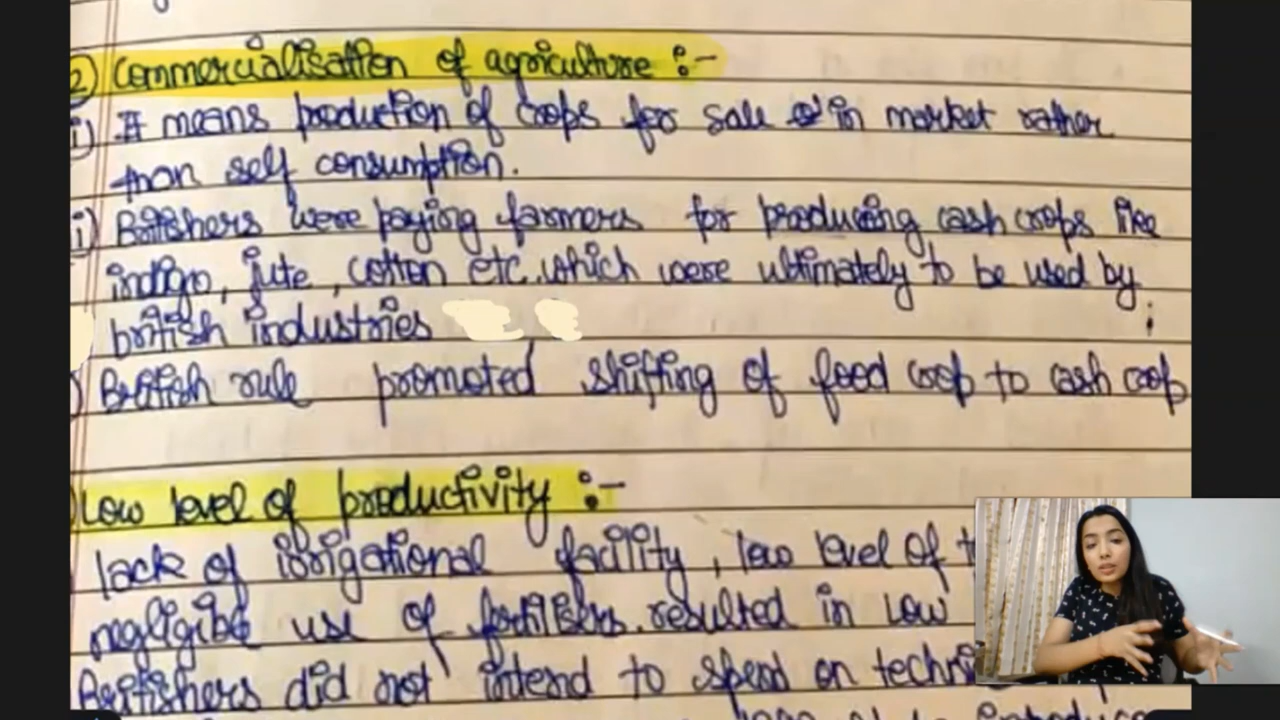 2) Commercialisation of agriculture :-
i) It means production of crops for sale in market rather
than self consumption.
i) Britishers were paying farmers for producing cash crops like
indigo, jute, cotton etc. which were ultimately to be used by
british industries
) British rule promoted shifting of food crop to cash crop
Low level of productivity :-
lack of irrigational facility, low level of
negligible use of fertilisers resulted in low
Britishers did not intend to spend on